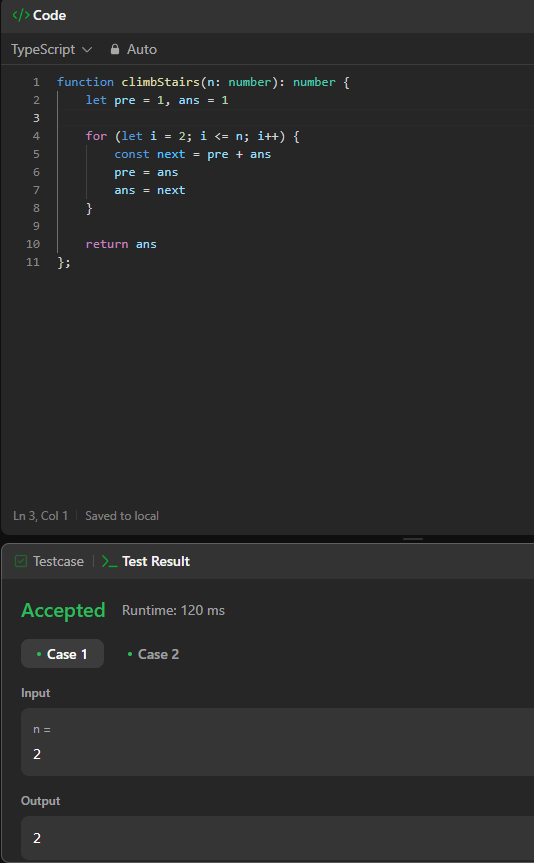 </> Code
TypeScript Auto
1 function climbStairs(n: number): number {
2 let pre = 1, ans = 1
3
4 for (let i = 2; i <= n; i++) {
5 const next = pre + ans
6 pre = ans
7 ans = next
8 }
9
10 return ans
11 };
Ln 3, Col 1 | Saved to local
Testcase | >_ Test Result
Accepted Runtime: 120 ms
• Case 1 • Case 2
Input
n =
2
Output
2